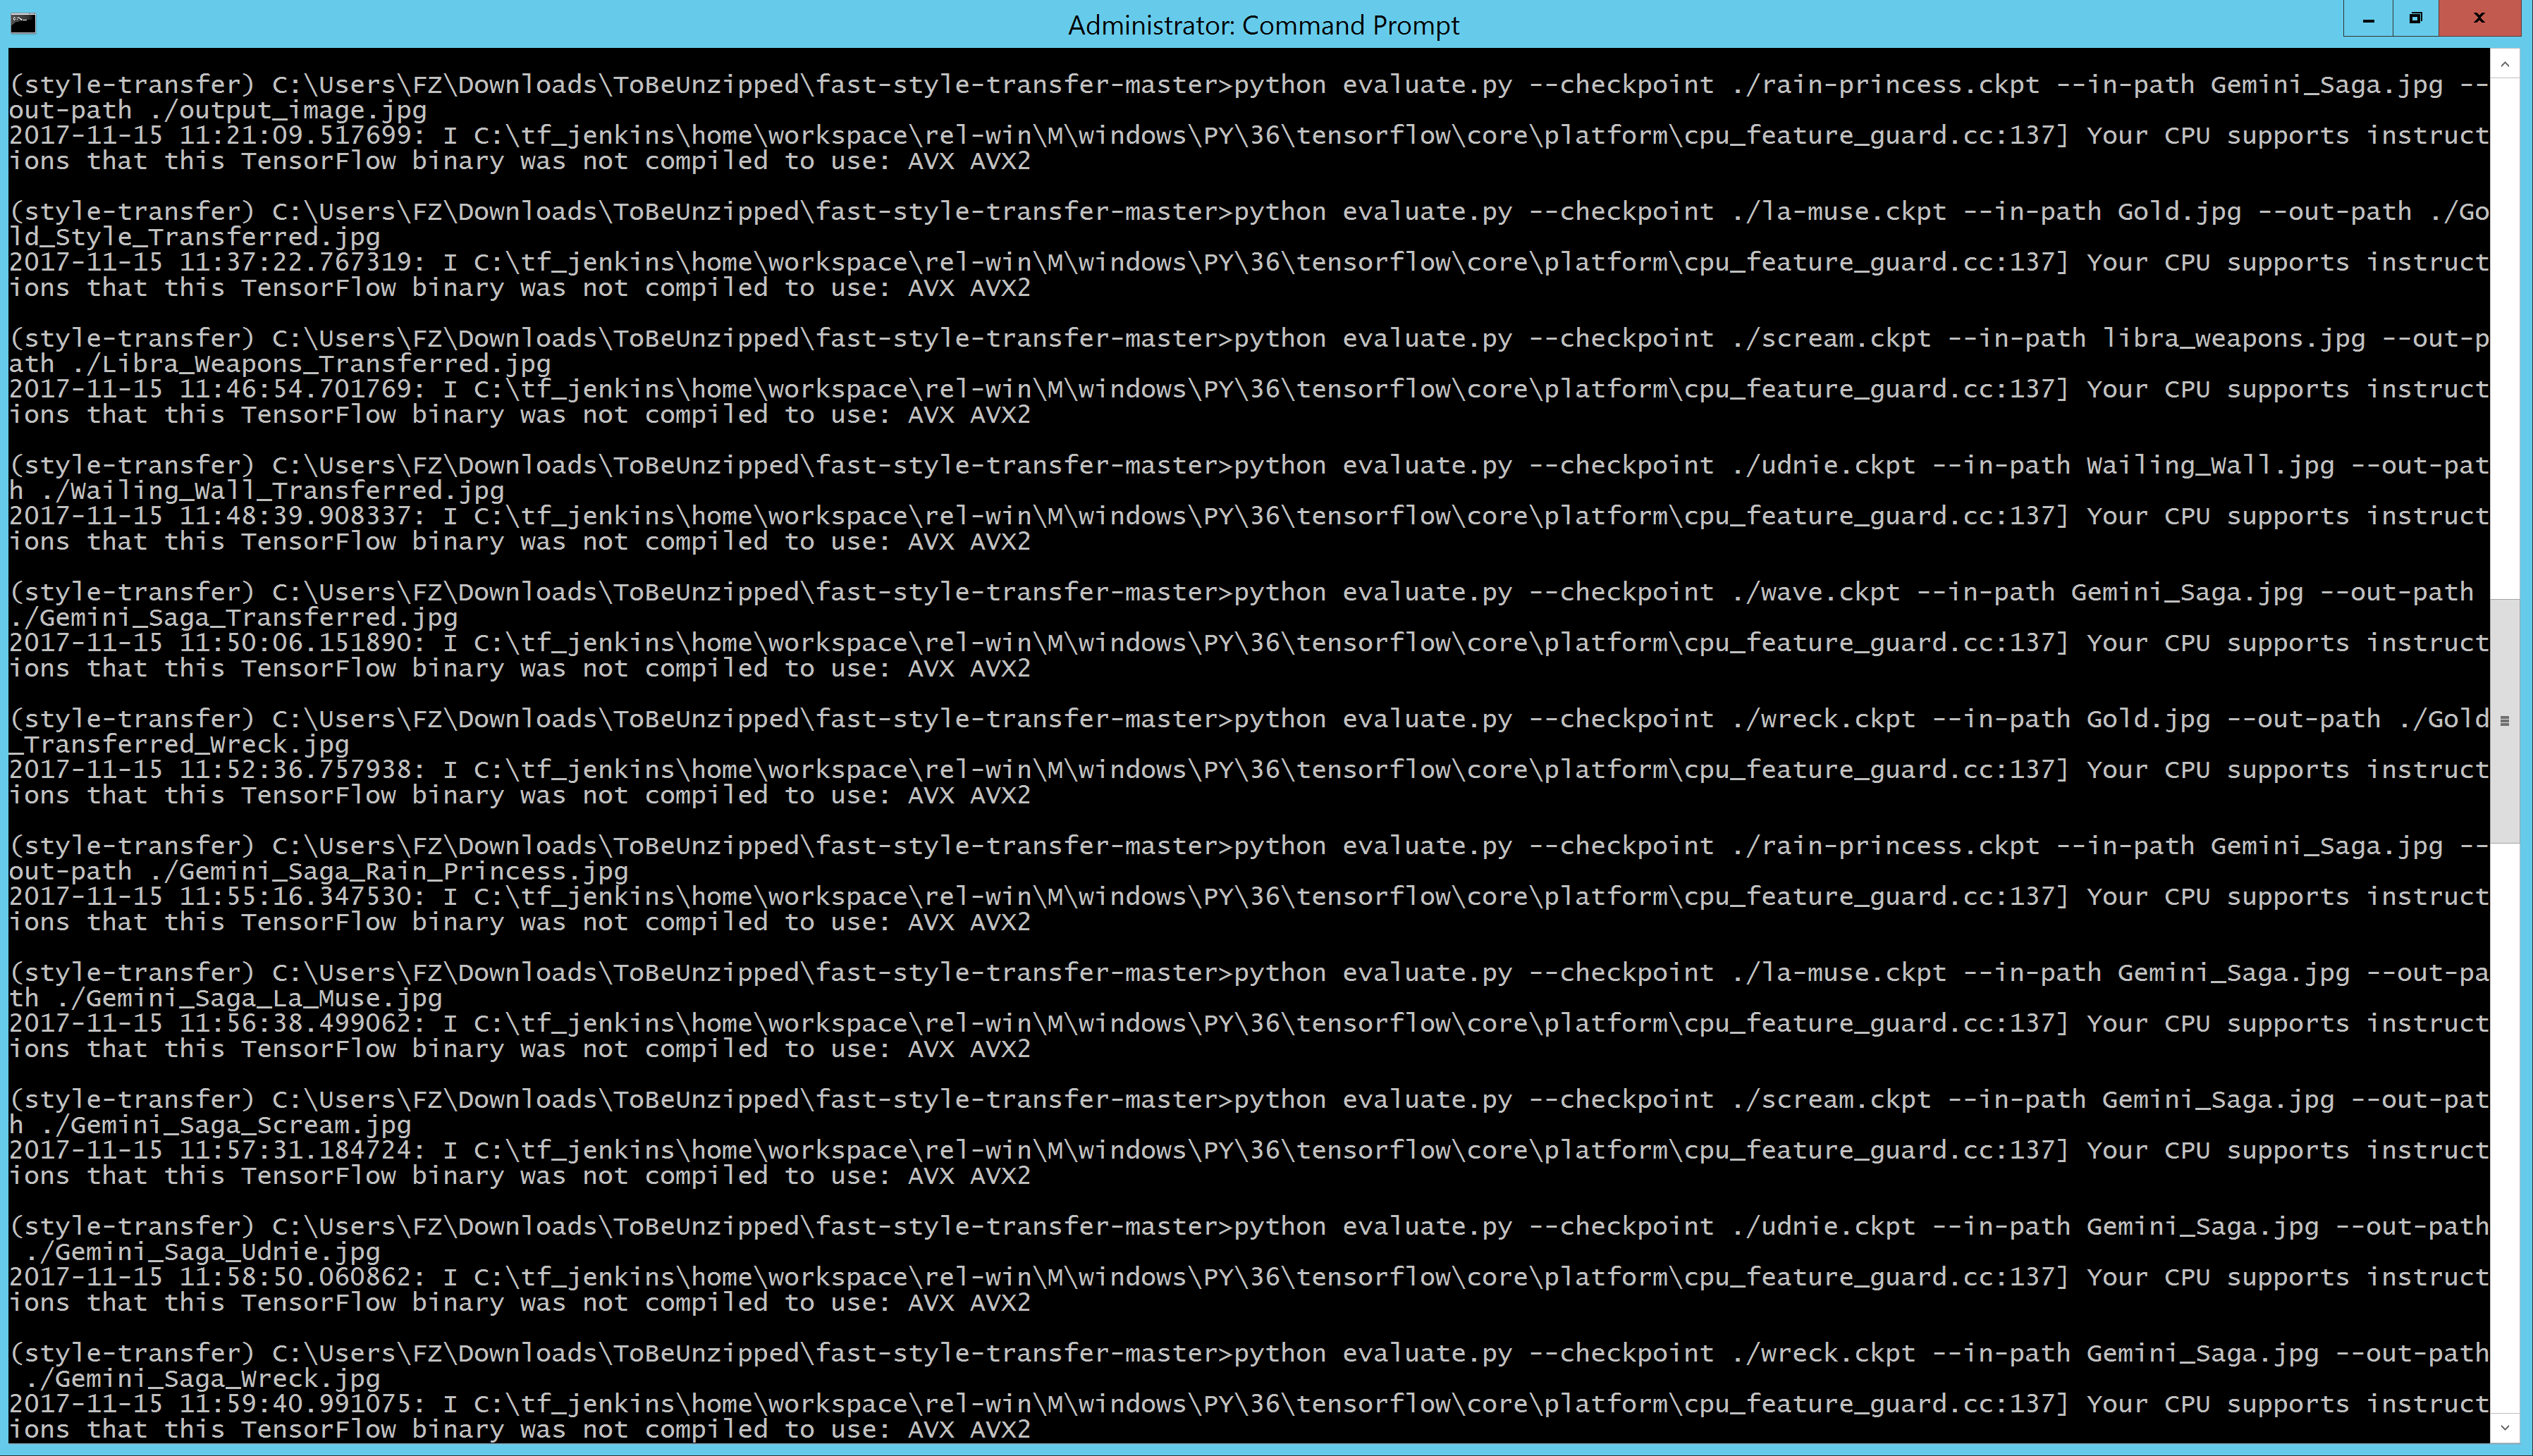 Administrator: Command Prompt
(style-transfer) C:\Users\FZ\Downloads\ToBeUnzipped\fast-style-transfer-master>python evaluate.py --checkpoint ./rain-princess.ckpt --in-path Gemini_Saga.jpg --
out-path ./output_image.jpg
2017-11-15 11:21:09.517699: I C:\tf_jenkins\home\workspace\rel-win\M\windows\PY\36\tensorflow\core\platform\cpu_feature_guard.cc:137] Your CPU supports instruct
ions that this TensorFlow binary was not compiled to use: AVX AVX2
(style-transfer) C:\Users\FZ\Downloads\ToBeUnzipped\fast-style-transfer-master>python evaluate.py --checkpoint ./la-muse.ckpt --in-path Gold.jpg --out-path ./Go
ld_Style_Transferred.jpg
2017-11-15 11:37:22.767319: I C:\tf_jenkins\home\workspace\rel-win\M\windows\PY\36\tensorflow\core\platform\cpu_feature_guard.cc:137] Your CPU supports instruct
ions that this TensorFlow binary was not compiled to use: AVX AVX2
(style-transfer) C:\Users\FZ\Downloads\ToBeUnzipped\fast-style-transfer-master>python evaluate.py --checkpoint ./scream.ckpt --in-path libra_weapons.jpg --out-p
ath ./Libra_Weapons_Transferred.jpg
2017-11-15 11:46:54.701769: I C:\tf_jenkins\home\workspace\rel-win\M\windows\PY\36\tensorflow\core\platform\cpu_feature_guard.cc:137] Your CPU supports instruct
ions that this TensorFlow binary was not compiled to use: AVX AVX2
(style-transfer) C:\Users\FZ\Downloads\ToBeUnzipped\fast-style-transfer-master>python evaluate.py --checkpoint ./udnie.ckpt --in-path Wailing_Wall.jpg --out-pat
h ./Wailing_Wall_Transferred.jpg
2017-11-15 11:48:39.908337: I C:\tf_jenkins\home\workspace\rel-win\M\windows\PY\36\tensorflow\core\platform\cpu_feature_guard.cc:137] Your CPU supports instruct
ions that this TensorFlow binary was not compiled to use: AVX AVX2
(style-transfer) C:\Users\FZ\Downloads\ToBeUnzipped\fast-style-transfer-master>python evaluate.py --checkpoint ./wave.ckpt --in-path Gemini_Saga.jpg --out-path
./Gemini_Saga_Transferred.jpg
2017-11-15 11:50:06.151890: I C:\tf_jenkins\home\workspace\rel-win\M\windows\PY\36\tensorflow\core\platform\cpu_feature_guard.cc:137] Your CPU supports instruct
ions that this TensorFlow binary was not compiled to use: AVX AVX2
(style-transfer) C:\Users\FZ\Downloads\ToBeUnzipped\fast-style-transfer-master>python evaluate.py --checkpoint ./wreck.ckpt --in-path Gold.jpg --out-path ./Gold
_Transferred_Wreck.jpg
2017-11-15 11:52:36.757938: I C:\tf_jenkins\home\workspace\rel-win\M\windows\PY\36\tensorflow\core\platform\cpu_feature_guard.cc:137] Your CPU supports instruct
ions that this TensorFlow binary was not compiled to use: AVX AVX2
(style-transfer) C:\Users\FZ\Downloads\ToBeUnzipped\fast-style-transfer-master>python evaluate.py --checkpoint ./rain-princess.ckpt --in-path Gemini_Saga.jpg --
out-path ./Gemini_Saga_Rain_Princess.jpg
2017-11-15 11:55:16.347530: I C:\tf_jenkins\home\workspace\rel-win\M\windows\PY\36\tensorflow\core\platform\cpu_feature_guard.cc:137] Your CPU supports instruct
ions that this TensorFlow binary was not compiled to use: AVX AVX2
(style-transfer) C:\Users\FZ\Downloads\ToBeUnzipped\fast-style-transfer-master>python evaluate.py --checkpoint ./la-muse.ckpt --in-path Gemini_Saga.jpg --out-pa
th ./Gemini_Saga_La_Muse.jpg
2017-11-15 11:56:38.499062: I C:\tf_jenkins\home\workspace\rel-win\M\windows\PY\36\tensorflow\core\platform\cpu_feature_guard.cc:137] Your CPU supports instruct
ions that this TensorFlow binary was not compiled to use: AVX AVX2
(style-transfer) C:\Users\FZ\Downloads\ToBeUnzipped\fast-style-transfer-master>python evaluate.py --checkpoint ./scream.ckpt --in-path Gemini_Saga.jpg --out-pat
h ./Gemini_Saga_Scream.jpg
2017-11-15 11:57:31.184724: I C:\tf_jenkins\home\workspace\rel-win\M\windows\PY\36\tensorflow\core\platform\cpu_feature_guard.cc:137] Your CPU supports instruct
ions that this TensorFlow binary was not compiled to use: AVX AVX2
(style-transfer) C:\Users\FZ\Downloads\ToBeUnzipped\fast-style-transfer-master>python evaluate.py --checkpoint ./udnie.ckpt --in-path Gemini_Saga.jpg --out-path
./Gemini_Saga_Udnie.jpg
2017-11-15 11:58:50.060862: I C:\tf_jenkins\home\workspace\rel-win\M\windows\PY\36\tensorflow\core\platform\cpu_feature_guard.cc:137] Your CPU supports instruct
ions that this TensorFlow binary was not compiled to use: AVX AVX2
(style-transfer) C:\Users\FZ\Downloads\ToBeUnzipped\fast-style-transfer-master>python evaluate.py --checkpoint ./wreck.ckpt --in-path Gemini_Saga.jpg --out-path
./Gemini_Saga_Wreck.jpg
2017-11-15 11:59:40.991075: I C:\tf_jenkins\home\workspace\rel-win\M\windows\PY\36\tensorflow\core\platform\cpu_feature_guard.cc:137] Your CPU supports instruct
ions that this TensorFlow binary was not compiled to use: AVX AVX2